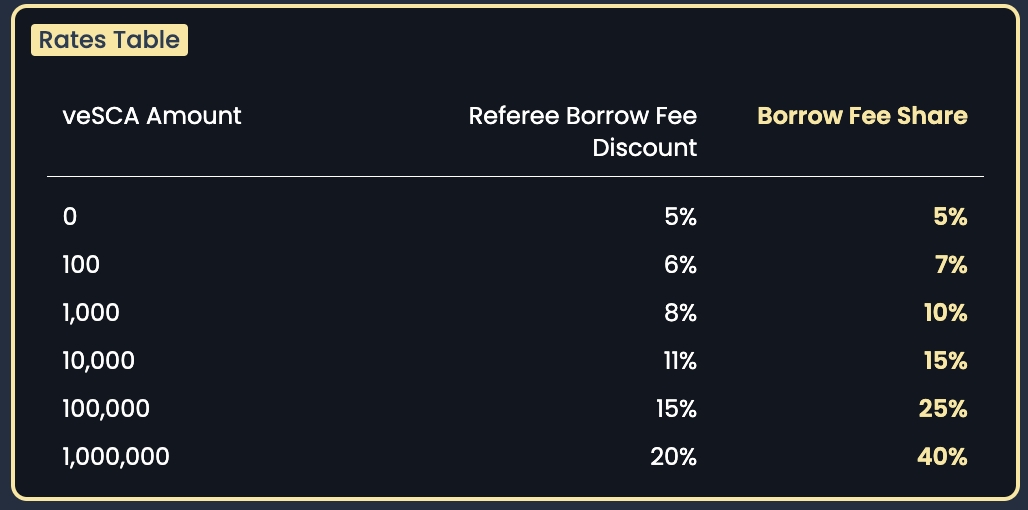 Rates Table
veSCA Amount Referee Borrow Fee Discount Borrow Fee Share
0 5% 5%
100 6% 7%
1,000 8% 10%
10,000 11% 15%
100,000 15% 25%
1,000,000 20% 40%